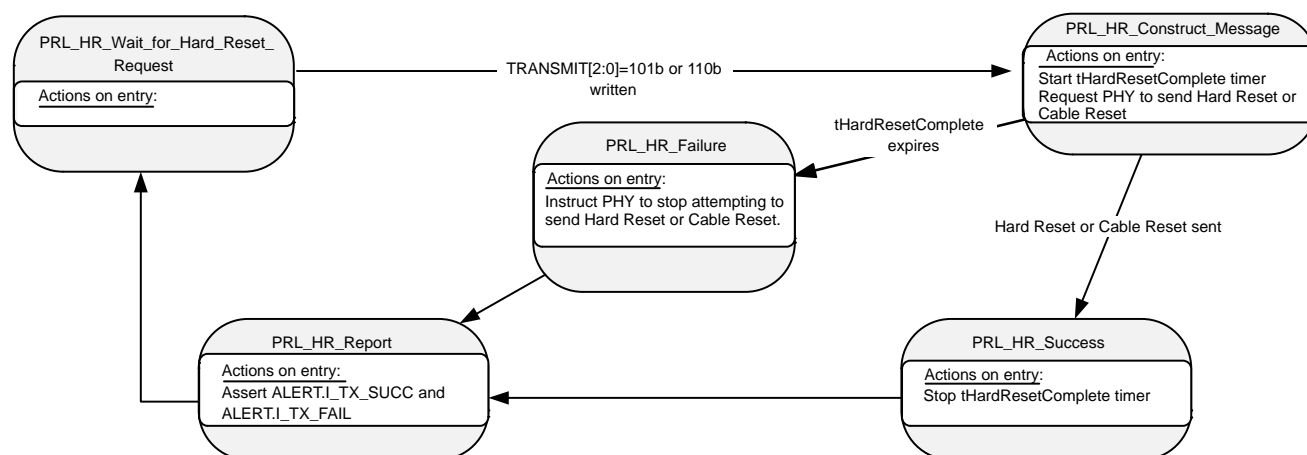 PRL_HR_Wait_for_Hard_Reset_
Request
Actions on entry:
TRANSMIT[2:0]=101b or 110b
written
PRL_HR_Construct_Message
Actions on entry:
Start tHardResetComplete timer
Request PHY to send Hard Reset or
Cable Reset
tHardResetComplete
expires
PRL_HR_Failure
Actions on entry:
Instruct PHY to stop attempting to
send Hard Reset or Cable Reset.
Hard Reset or Cable Reset sent
PRL_HR_Report
Actions on entry:
Assert ALERT.I_TX_SUCC and
ALERT.I_TX_FAIL
PRL_HR_Success
Actions on entry:
Stop tHardResetComplete timer